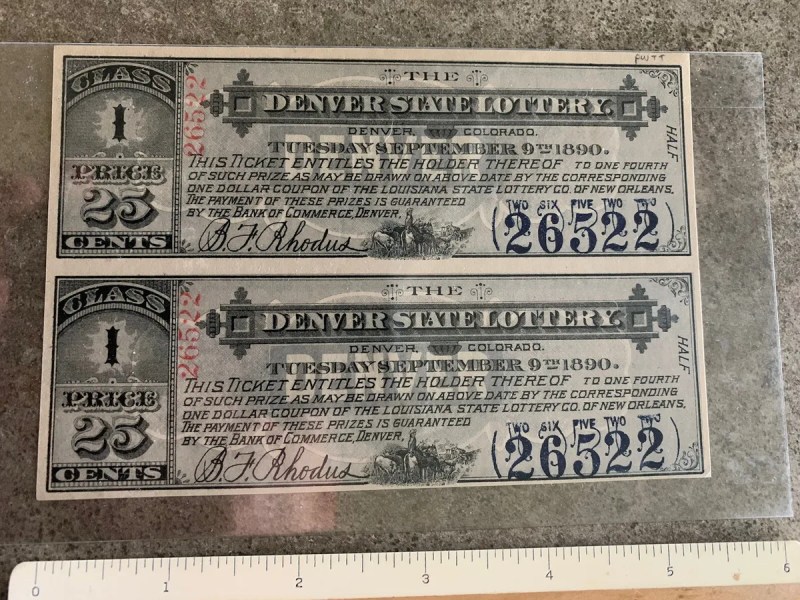 PUITT
CLASS
1
PRICE
25
CENTS
26522
THE
DENVER STATE LOTTERY.
DENVER, COLORADO.
TUESDAY SEPTEMBER 9TH 1890.
THIS TICKET ENTITLES THE HOLDER THEREOF TO ONE FOURTH
OF SUCH PRIZE AS MAY BE DRAWN ON ABOVE DATE BY THE CORRESPONDING
ONE DOLLAR COUPON OF THE LOUISIANA STATE LOTTERY CO. OF NEW ORLEANS.
THE PAYMENT OF THESE PRIZES IS GUARANTEED
BY THE BANK OF COMMERCE, DENVER,
B. F. Rhodus
HALF
TWO SIX FIVE TWO TWO
(26522)
CLASS
1
PRICE
25
CENTS
26522
THE
DENVER STATE LOTTERY.
DENVER, COLORADO.
TUESDAY SEPTEMBER 9TH 1890.
THIS TICKET ENTITLES THE HOLDER THEREOF TO ONE FOURTH
OF SUCH PRIZE AS MAY BE DRAWN ON ABOVE DATE BY THE CORRESPONDING
ONE DOLLAR COUPON OF THE LOUISIANA STATE LOTTERY CO. OF NEW ORLEANS.
THE PAYMENT OF THESE PRIZES IS GUARANTEED
BY THE BANK OF COMMERCE, DENVER,
B. F. Rhodus
HALF
TWO SIX FIVE TWO TWO
(26522)
0 1 2 3 4 5 6